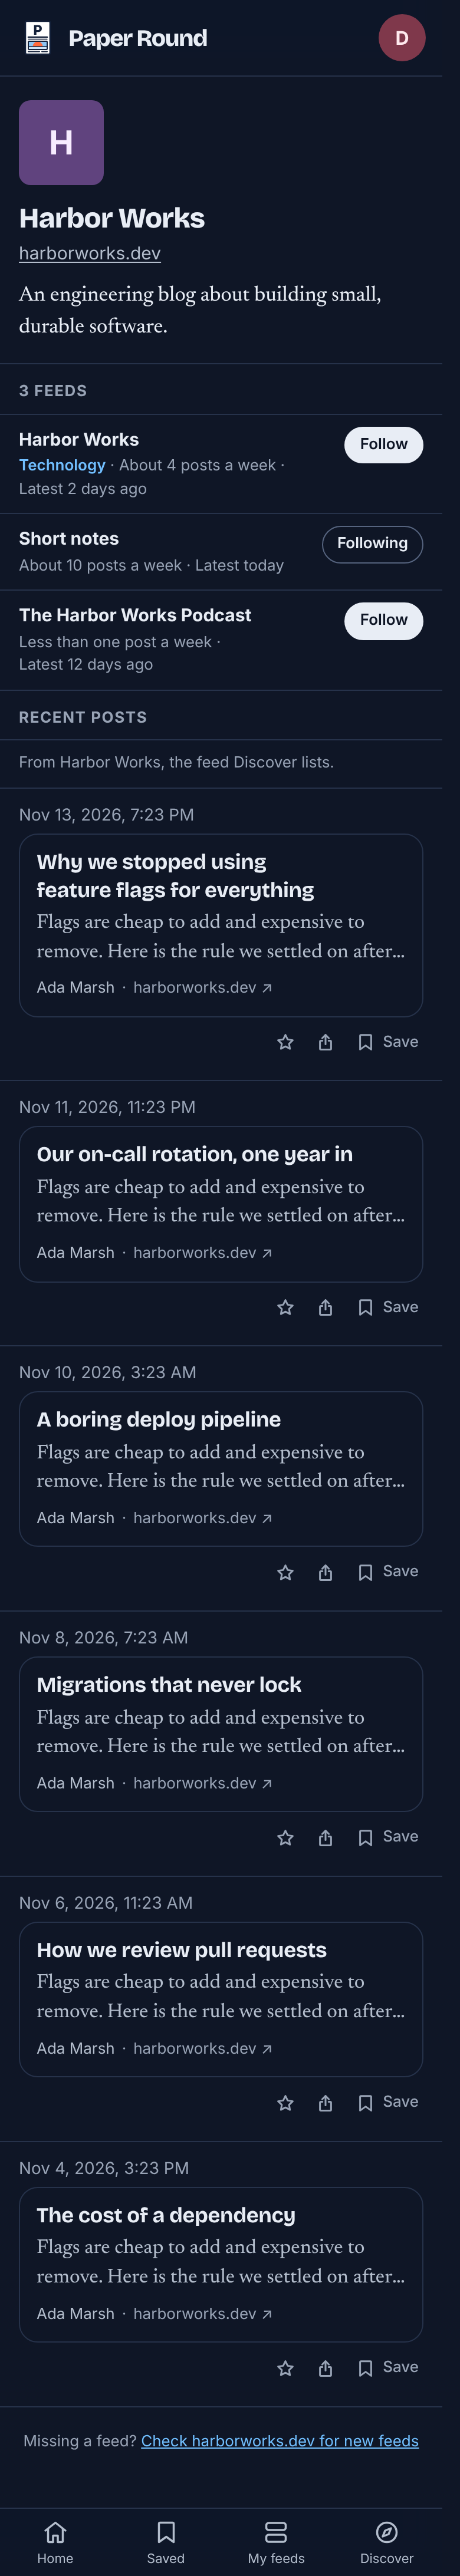 P
Paper Round
D
H
Harbor Works
harborworks.dev
An engineering blog about building small,
durable software.
3 FEEDS
Harbor Works
Follow
Technology · About 4 posts a week ·
Latest 2 days ago
Short notes
Following
About 10 posts a week · Latest today
The Harbor Works Podcast
Follow
Less than one post a week ·
Latest 12 days ago
RECENT POSTS
From Harbor Works, the feed Discover lists.
Nov 13, 2026, 7:23 PM
Why we stopped using
feature flags for everything
Flags are cheap to add and expensive to
remove. Here is the rule we settled on after...
Ada Marsh · harborworks.dev ↗
Save
Nov 11, 2026, 11:23 PM
Our on-call rotation, one year in
Flags are cheap to add and expensive to
remove. Here is the rule we settled on after...
Ada Marsh · harborworks.dev ↗
Save
Nov 10, 2026, 3:23 AM
A boring deploy pipeline
Flags are cheap to add and expensive to
remove. Here is the rule we settled on after...
Ada Marsh · harborworks.dev ↗
Save
Nov 8, 2026, 7:23 AM
Migrations that never lock
Flags are cheap to add and expensive to
remove. Here is the rule we settled on after...
Ada Marsh · harborworks.dev ↗
Save
Nov 6, 2026, 11:23 AM
How we review pull requests
Flags are cheap to add and expensive to
remove. Here is the rule we settled on after...
Ada Marsh · harborworks.dev ↗
Save
Nov 4, 2026, 3:23 PM
The cost of a dependency
Flags are cheap to add and expensive to
remove. Here is the rule we settled on after...
Ada Marsh · harborworks.dev ↗
Save
Missing a feed? Check harborworks.dev for new feeds
Home
Saved
My feeds
Discover